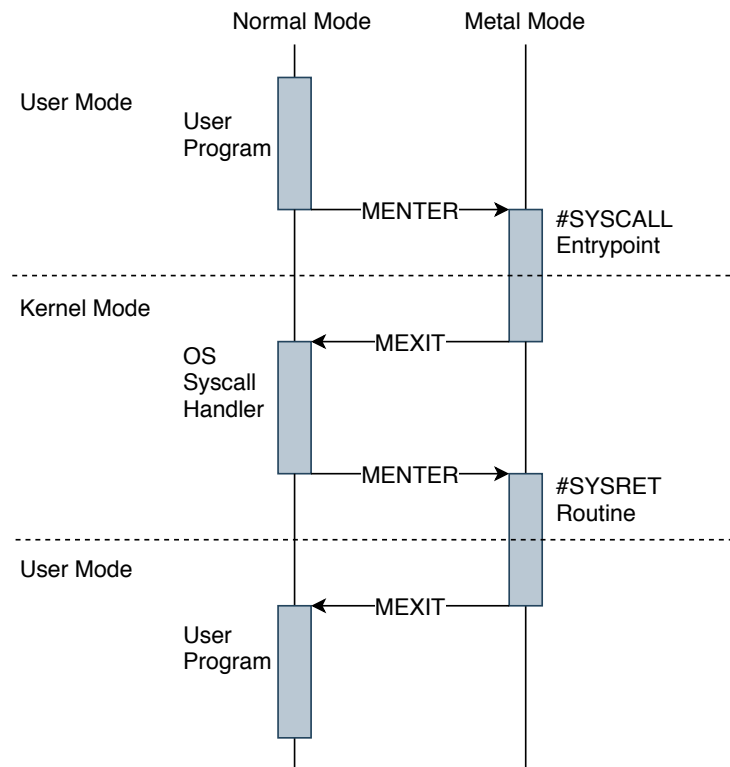 Normal Mode
Metal Mode
User Mode
User
Program
MENTER
#SYSCALL
Entrypoint
Kernel Mode
MEXIT
OS
Syscall
Handler
MENTER
#SYSRET
Routine
User Mode
MEXIT
User
Program